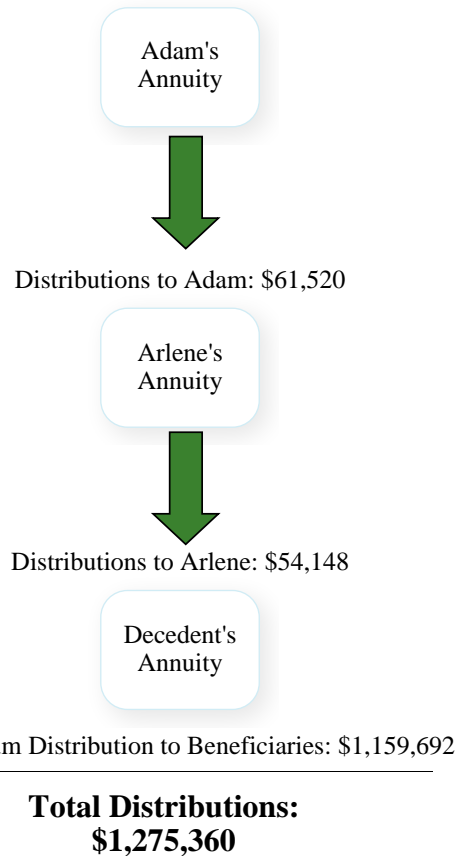 Adam's
Annuity
Distributions to Adam: $61,520
Arlene's
Annuity
Distributions to Arlene: $54,148
Decedent's
Annuity
Distribution to Beneficiaries: $1,159,692
Total Distributions:
$1,275,360